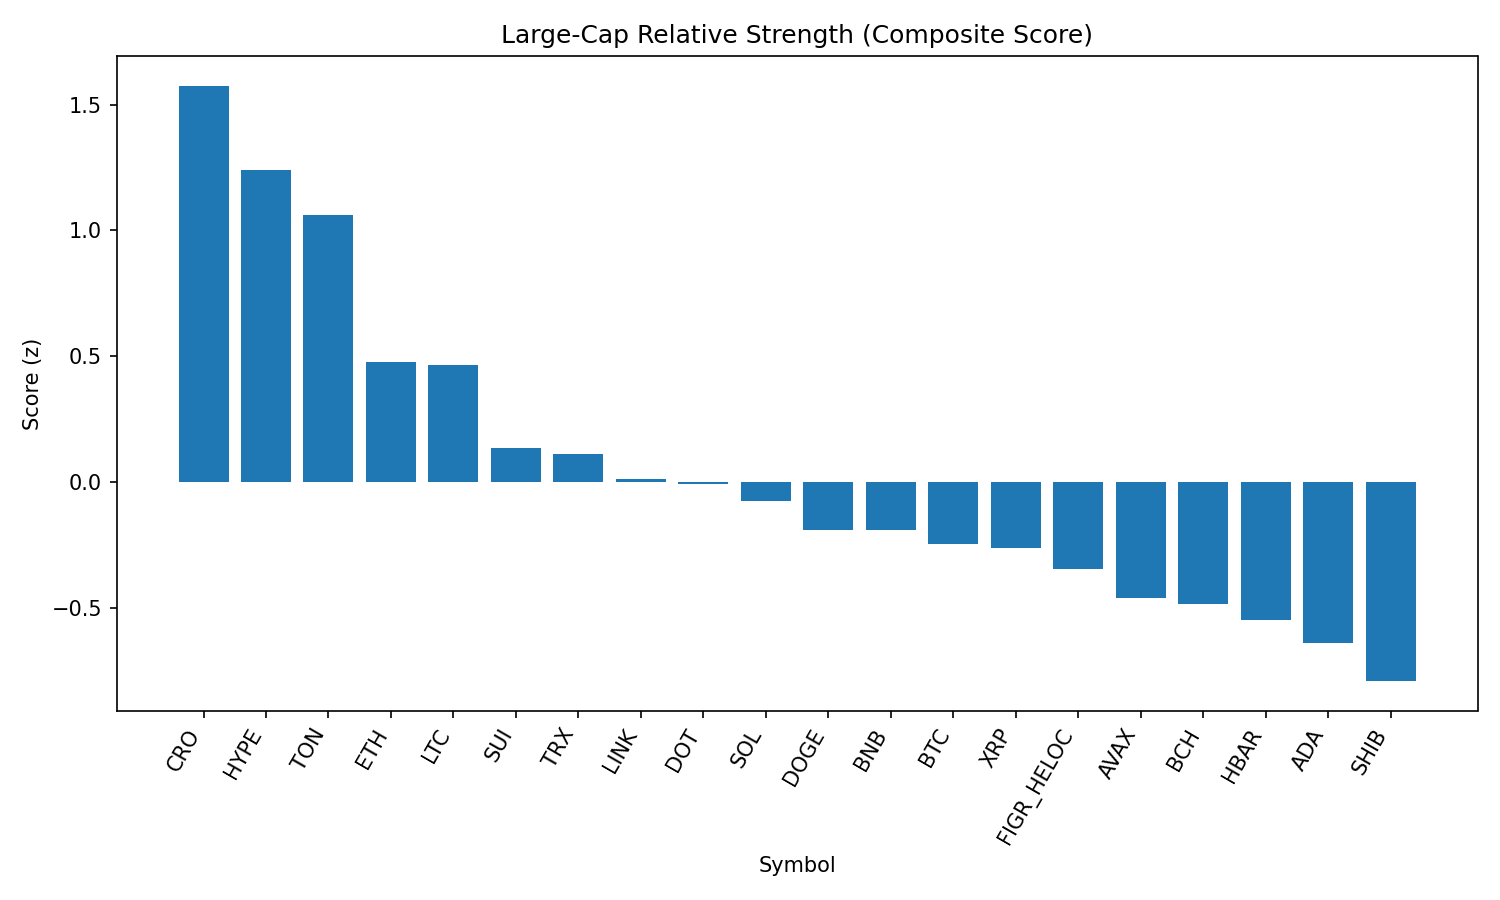 Large-Cap Relative Strength (Composite Score)
Score (z)
1.5
1.0
0.5
0.0
−0.5
CRO
HYPE
TON
ETH
LTC
SUI
TRX
LINK
DOT
SOL
DOGE
BNB
BTC
XRP
FIGR_HELOC
AVAX
BCH
HBAR
ADA
SHIB
Symbol